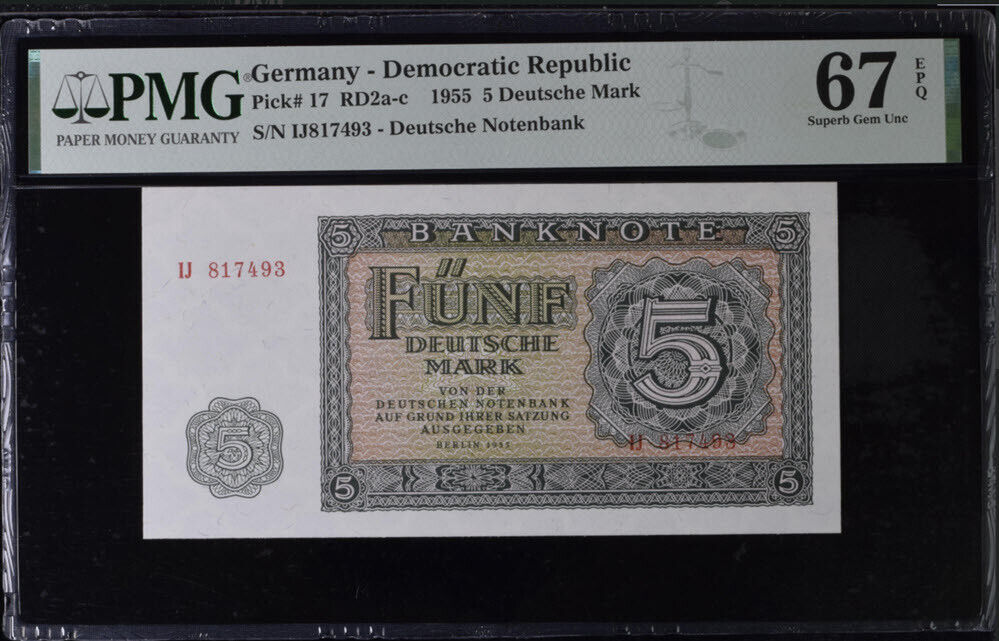 PMG®
PAPER MONEY GUARANTY
Germany - Democratic Republic
Pick# 17 RD2a-c 1955 5 Deutsche Mark
S/N IJ817493 - Deutsche Notenbank
67 EPQ
Superb Gem Unc
5 BANKNOTE 5
IJ 817493
FÜNF
DEUTSCHE
MARK
VON DER
DEUTSCHEN NOTENBANK
AUF GRUND IHRER SATZUNG
AUSGEGEBEN
BERLIN 1955
5
IJ 817493
5
5 5